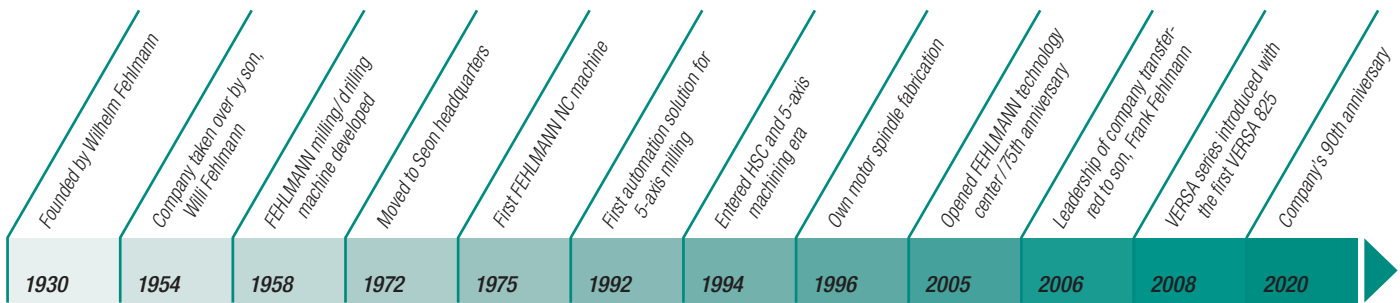 Founded by Wilhelm Fehlmann
Company taken over by son,
Willi Fehlmann
FEHLMANN milling/ drilling
machine developed
Moved to Seon headquarters
First FEHLMANN NC machine
First automation solution for
5-axis milling
Entered HSC and 5-axis
machining era
Own motor spindle fabrication
Opened FEHLMANN technology
center / 75th anniversary
Leadership of company transfer-
red to son, Frank Fehlmann
VERSA series introduced with
the first VERSA 825
Company's 90th anniversary
1930
1954
1958
1972
1975
1992
1994
1996
2005
2006
2008
2020